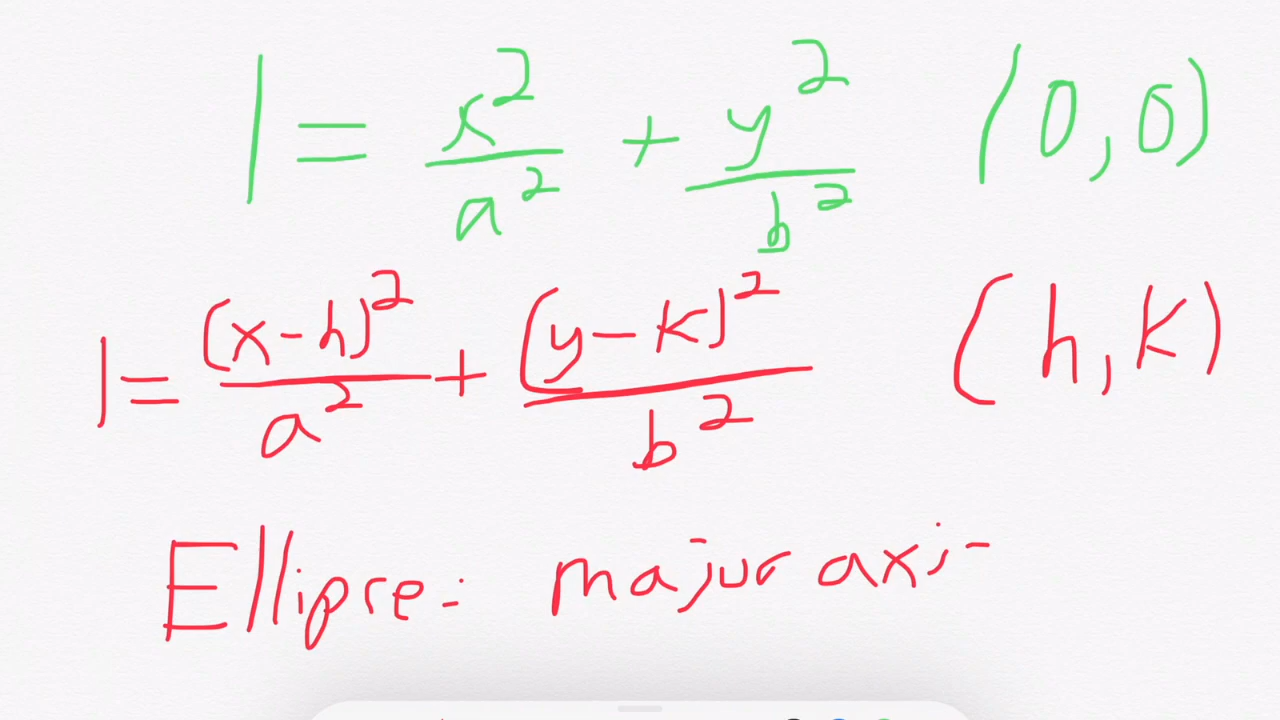 1 = x²/a² + y²/b² (0,0)
1 = (x-h)²/a² + (y-k)²/b² (h,k)
Ellipse: major axi-